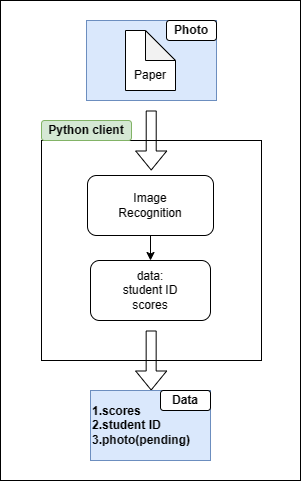 Photo
Paper
Python client
Image
Recognition
data:
student ID
scores
Data
1.scores
2.student ID
3.photo(pending)